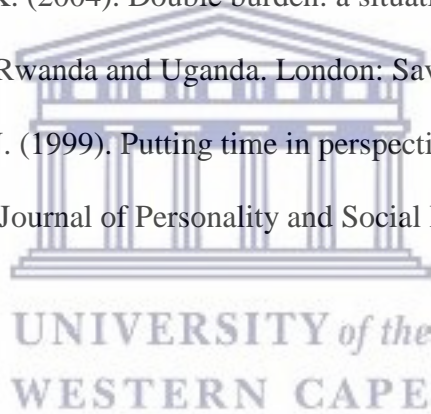 (2004). Double burden: a situati
Rwanda and Uganda. London: Sav
(1999). Putting time in perspecti
Journal of Personality and Social
UNIVERSITY of the
WESTERN CAPE